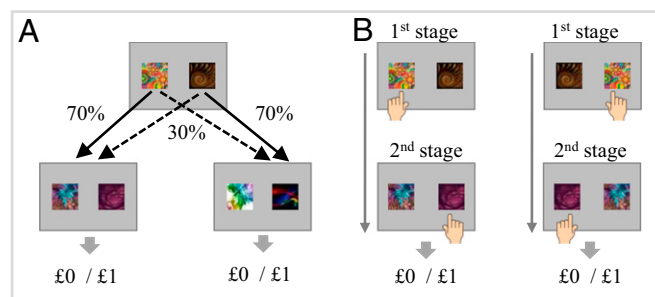 A
70%
30%
70%
£0 / £1
£0 / £1
B
1st stage
1st stage
2nd stage
2nd stage
£0 / £1
£0 / £1